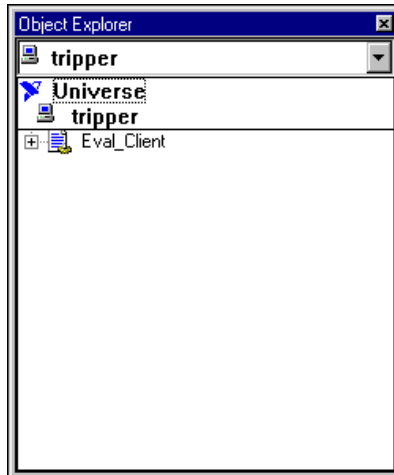 Object Explorer
tripper
Universe
tripper
Eval_Client